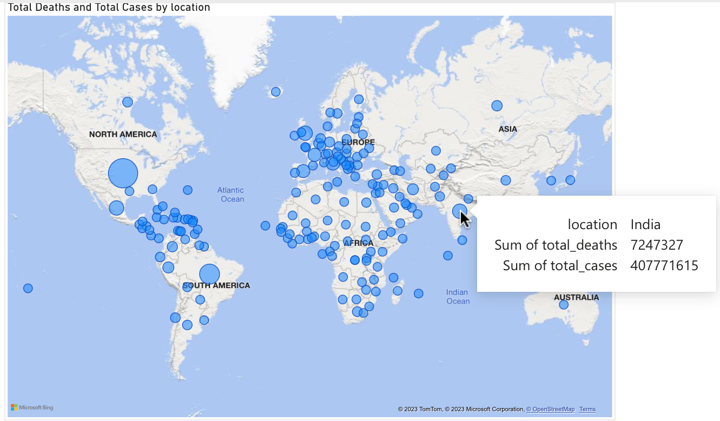 Total Deaths and Total Cases by location
NORTH AMERICA
EUROPE
ASIA
Atlantic
Ocean
location India
Sum of total_deaths 7247327
Sum of total_cases 407771615
AFRICA
SOUTH AMERICA
Indian
Ocean
AUSTRALIA
Microsoft Bing
© 2023 TomTom, © 2023 Microsoft Corporation, © OpenStreetMap Terms